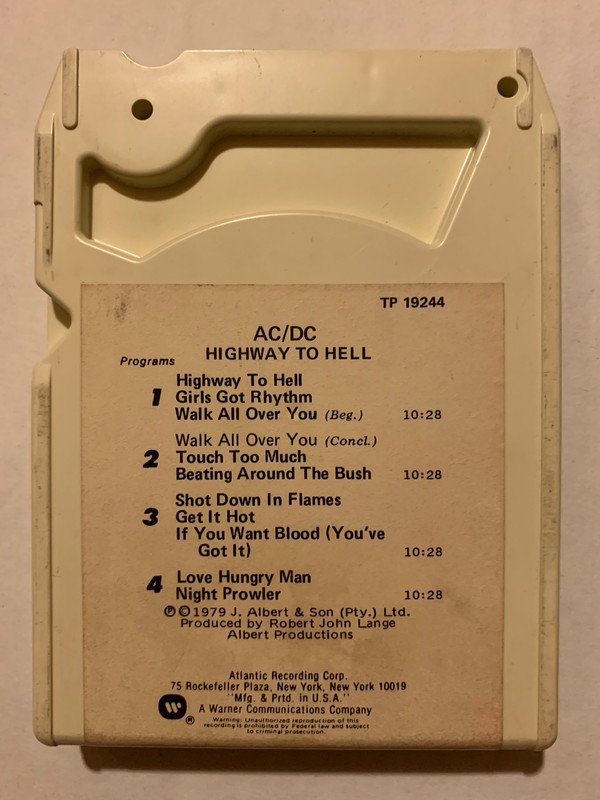 TP 19244
AC/DC
HIGHWAY TO HELL
Programs
1 Highway To Hell
Girls Got Rhythm
Walk All Over You (Beg.) 10:28
Walk All Over You (Concl.)
2 Touch Too Much
Beating Around The Bush 10:28
Shot Down In Flames
3 Get It Hot
If You Want Blood (You've
Got It) 10:28
4 Love Hungry Man
Night Prowler 10:28
℗©1979 J. Albert & Son (Pty.) Ltd.
Produced by Robert John Lange
Albert Productions
Atlantic Recording Corp.
75 Rockefeller Plaza, New York, New York 10019
"Mfg. & Prtd. in U.S.A."
A Warner Communications Company
®
Warning: Unauthorized reproduction of this
recording is prohibited by Federal law and subject
to criminal prosecution.